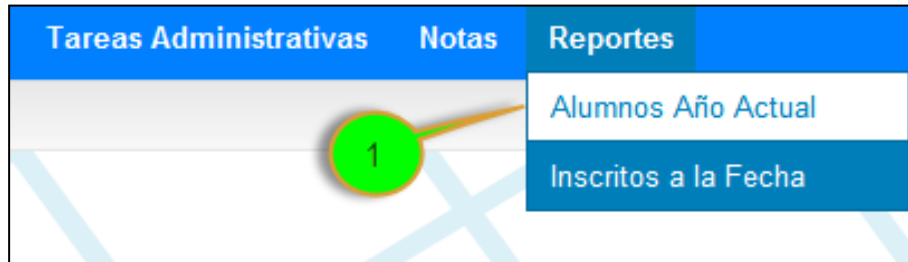 Tareas Administrativas Notas Reportes
Alumnos Año Actual
1
Inscritos a la Fecha